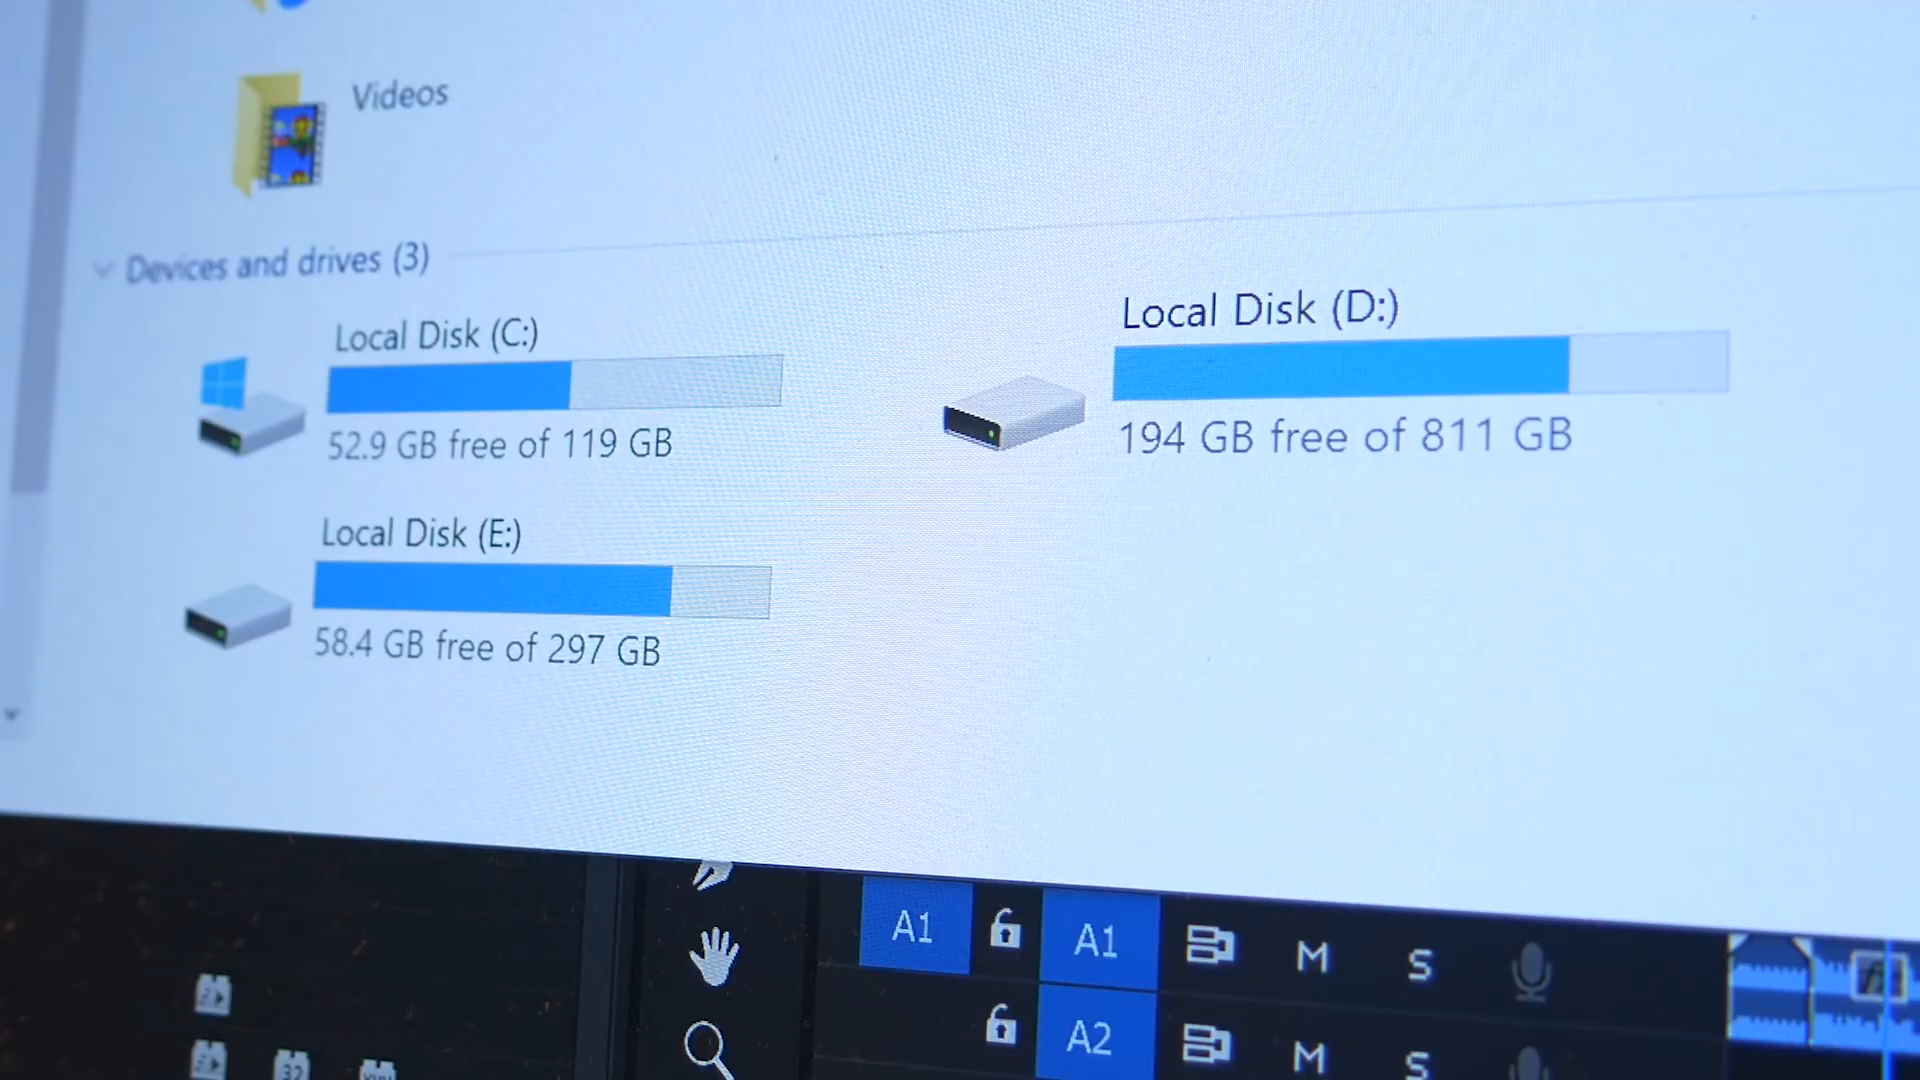 Videos
Devices and drives (3)
Local Disk (C:)
52.9 GB free of 119 GB
Local Disk (D:)
194 GB free of 811 GB
Local Disk (E:)
58.4 GB free of 297 GB
A1 A1 M S
A2 M S
32